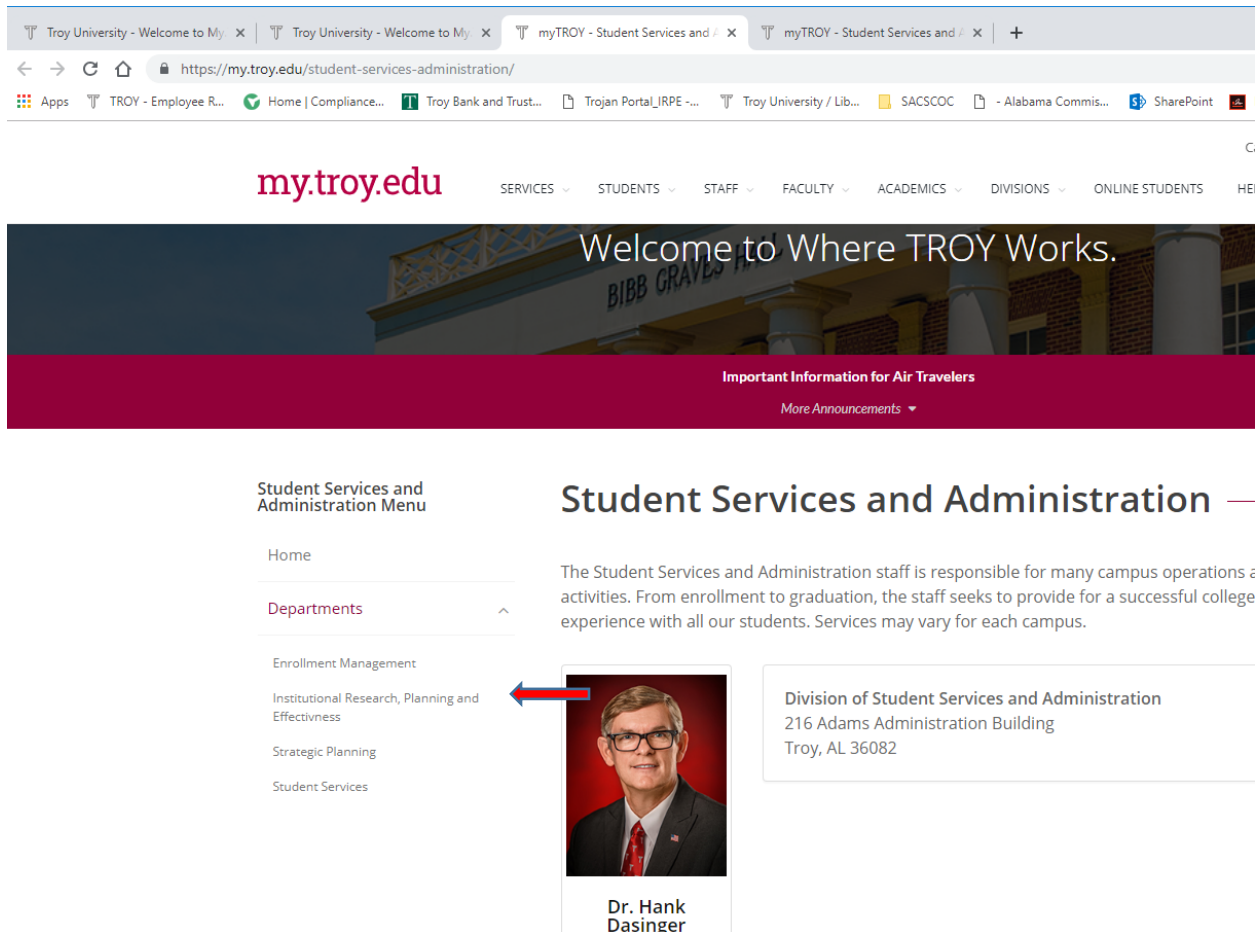 Troy University - Welcome to My
Troy University - Welcome to My
myTROY - Student Services and A
myTROY - Student Services and A
https://my.troy.edu/student-services-administration/
Apps TROY - Employee R... Home | Compliance... Troy Bank and Trust... Trojan Portal_IRPE -... Troy University / Lib... SACSCOC - Alabama Commis... SharePoint
my.troy.edu
SERVICES STUDENTS STAFF FACULTY ACADEMICS DIVISIONS ONLINE STUDENTS
Welcome to Where TROY Works.
BIBB GRAVES HALL
Important Information for Air Travelers
More Announcements
Student Services and
Administration Menu
Home
Departments
Enrollment Management
Institutional Research, Planning and
Effectivness
Strategic Planning
Student Services
Student Services and Administration
The Student Services and Administration staff is responsible for many campus operations a
activities. From enrollment to graduation, the staff seeks to provide for a successful college
experience with all our students. Services may vary for each campus.
Division of Student Services and Administration
216 Adams Administration Building
Troy, AL 36082
Dr. Hank
Dasinger